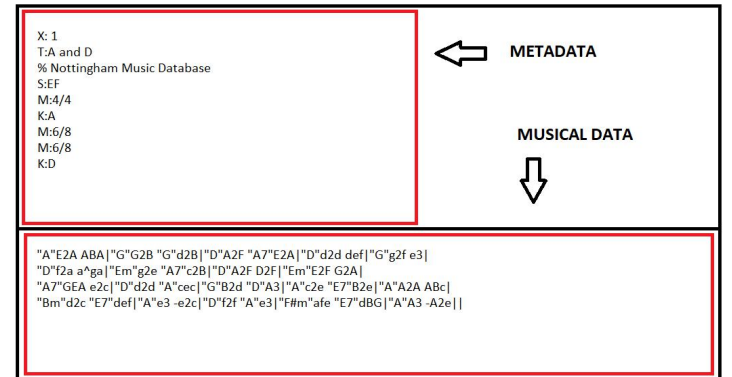 X: 1
T:A and D
% Nottingham Music Database
S:EF
M:4/4
K:A
M:6/8
M:6/8
K:D
METADATA
MUSICAL DATA
"A"E2A ABA|"G"G2B "G"d2B|"D"A2F "A7"E2A|"D"d2d def|"G"g2f e3|
"D"f2a a^ga|"Em"g2e "A7"c2B|"D"A2F D2F|"Em"E2F G2A|
"A7"GEA e2c|"D"d2d "A"cec|"G"B2d "D"A3|"A"c2e "E7"B2e|"A"A2A ABc|
"Bm"d2c "E7"def|"A"e3 -e2c|"D"f2f "A"e3|"F#m"afe "E7"dBG|"A"A3 -A2e||